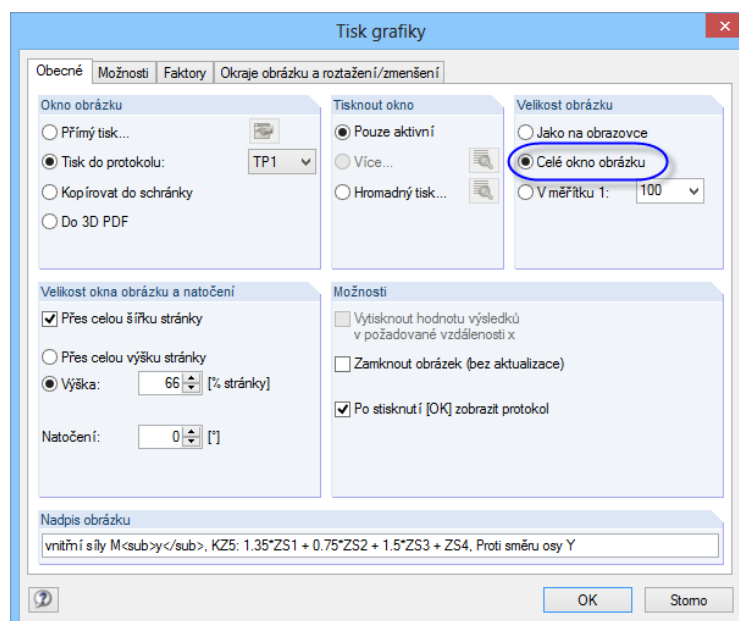 Tisk grafiky
Obecné Možnosti Faktory Okraje obrázku a roztažení/zmenšení
Okno obrázku
Přímý tisk...
Tisk do protokolu: TP1
Kopírovat do schránky
Do 3D PDF
Tisknout okno
Pouze aktivní
Více...
Hromadný tisk...
Velikost obrázku
Jako na obrazovce
Celé okno obrázku
V měřítku 1: 100
Velikost okna obrázku a natočení
Přes celou šířku stránky
Přes celou výšku stránky
Výška: 66 [% stránky]
Natočení: 0 [°]
Možnosti
Vytisknout hodnotu výsledků
v požadované vzdálenosti x
Zamknout obrázek (bez aktualizace)
Po stisknutí [OK] zobrazit protokol
Nadpis obrázku
vnitřní síly M<sub>y</sub>, KZ5: 1.35*ZS1 + 0.75*ZS2 + 1.5*ZS3 + ZS4, Proti směru osy Y
OK Storno